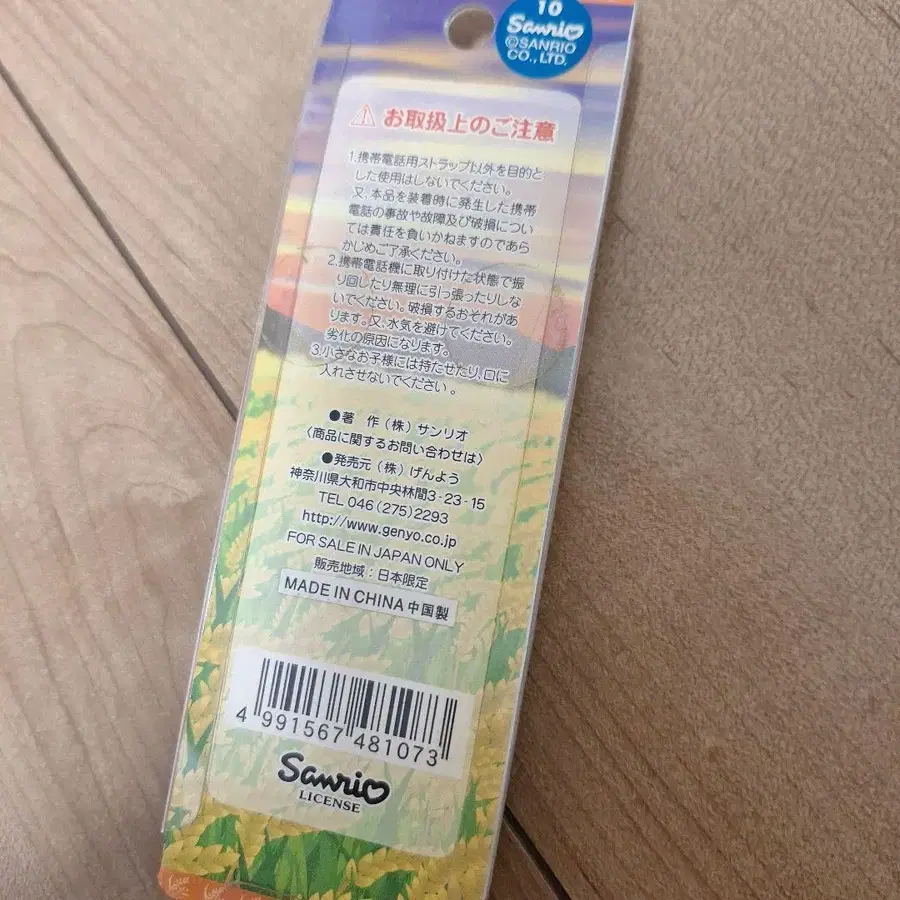 10
Sanrio
©SANRIO
CO., LTD.
お取扱上のご注意
1.携帯電話用ストラップ以外を目的と
した使用はしないでください。
又、本品を装着時に発生した携帯
電話の事故や故障及び破損につい
ては責任を負いかねますのであら
かじめご了承ください。
2.携帯電話機に取り付けた状態で振
り回したり無理に引っ張ったりしな
いでください。破損するおそれがあ
ります。又、水気を避けてください。
劣化の原因になります。
3.小さなお子様には持たせたり、口に
入れさせないでください。
●著 作(株)サンリオ
〈商品に関するお問い合わせは〉
●発売元(株)げんよう
神奈川県大和市中央林間3-23-15
TEL 046(275)2293
http://www.genyo.co.jp
FOR SALE IN JAPAN ONLY
販売地域:日本限定
MADE IN CHINA 中国製
4 991567 481073
Sanrio
LICENSE